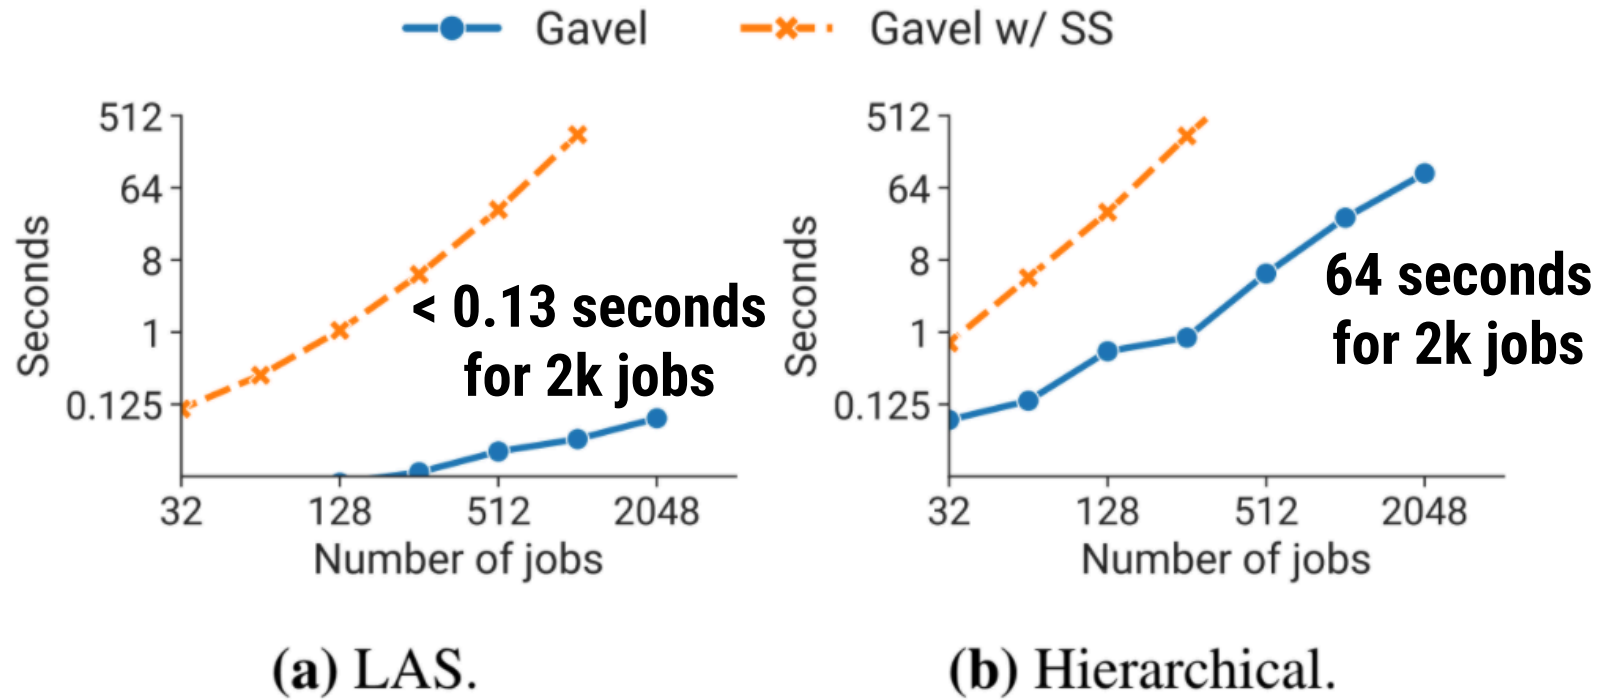 Gavel
Gavel w/ SS
512
64
8
1
0.125
Seconds
32
128
512
2048
Number of jobs
< 0.13 seconds
for 2k jobs
(a) LAS.
512
64
8
1
0.125
Seconds
32
128
512
2048
Number of jobs
64 seconds
for 2k jobs
(b) Hierarchical.